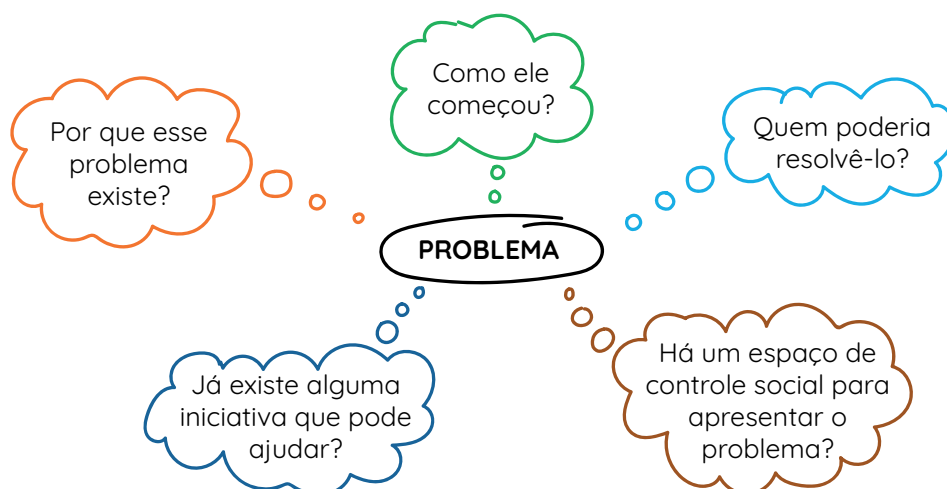 Como ele
começou?
Por que esse
problema
existe?
Quem poderia
resolvê-lo?
PROBLEMA
Já existe alguma
iniciativa que pode
ajudar?
Há um espaço de
controle social para
apresentar o
problema?